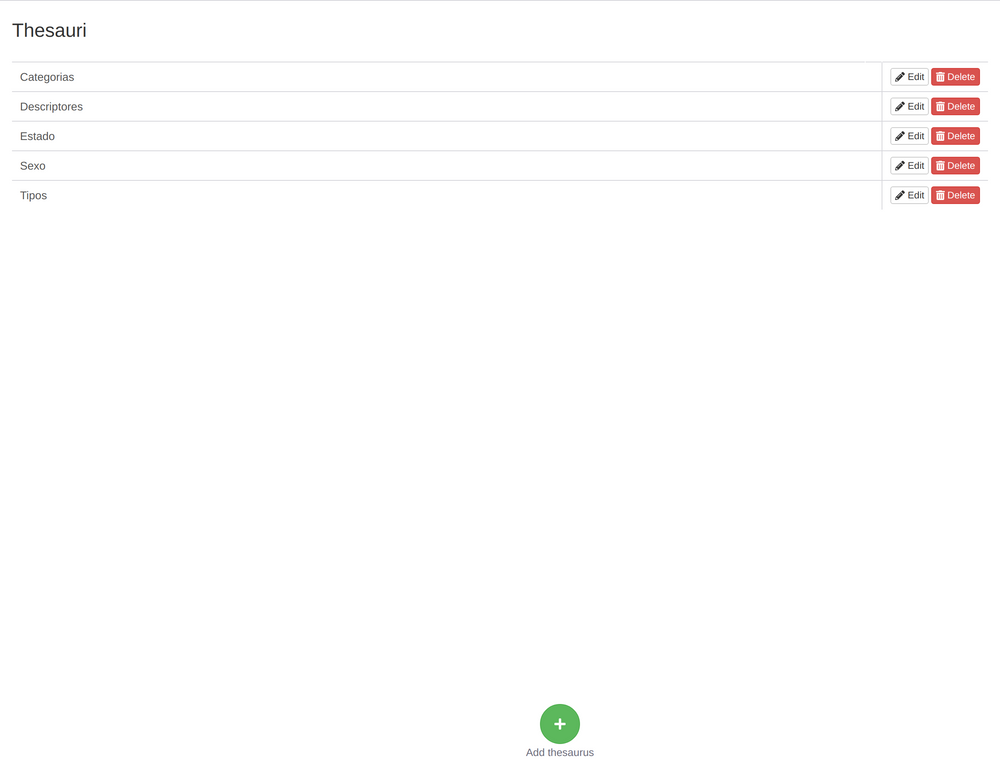 Thesauri
Categorias Edit Delete
Descriptores Edit Delete
Estado Edit Delete
Sexo Edit Delete
Tipos Edit Delete
Add thesaurus